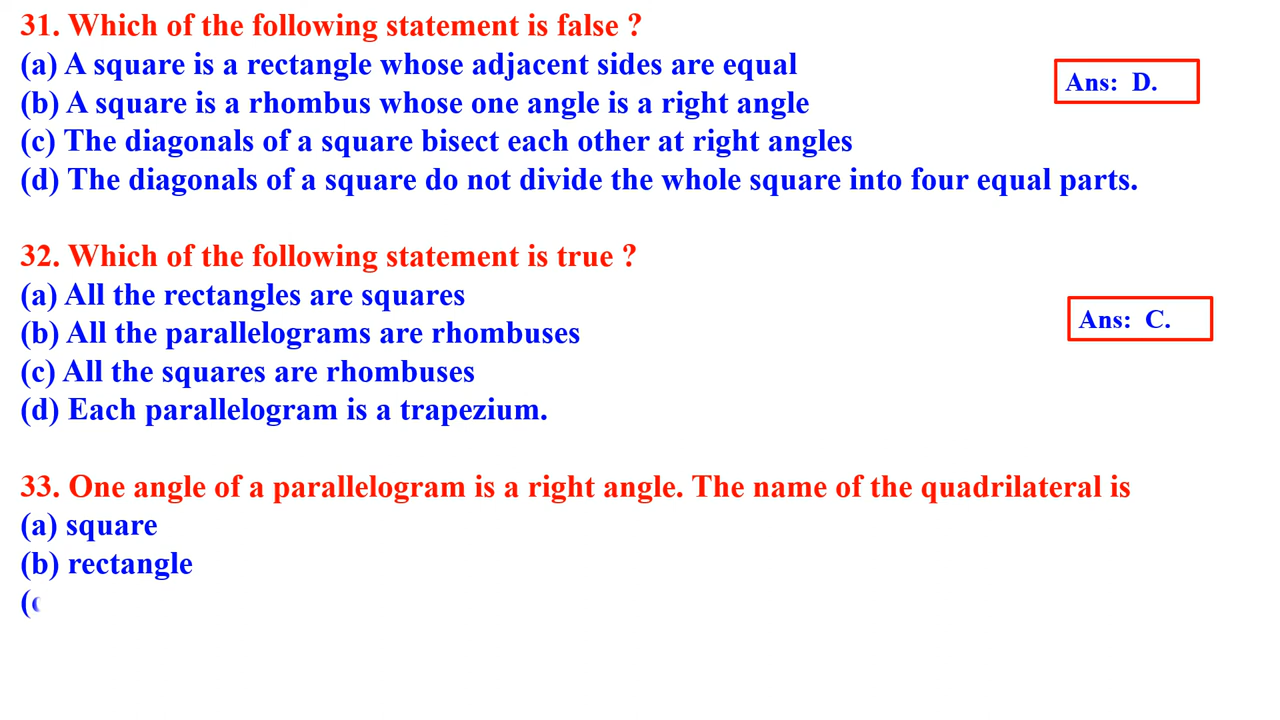 31. Which of the following statement is false ?
(a) A square is a rectangle whose adjacent sides are equal
Ans: D.
(b) A square is a rhombus whose one angle is a right angle
(c) The diagonals of a square bisect each other at right angles
(d) The diagonals of a square do not divide the whole square into four equal parts.
32. Which of the following statement is true ?
(a) All the rectangles are squares
Ans: C.
(b) All the parallelograms are rhombuses
(c) All the squares are rhombuses
(d) Each parallelogram is a trapezium.
33. One angle of a parallelogram is a right angle. The name of the quadrilateral is
(a) square
(b) rectangle
(